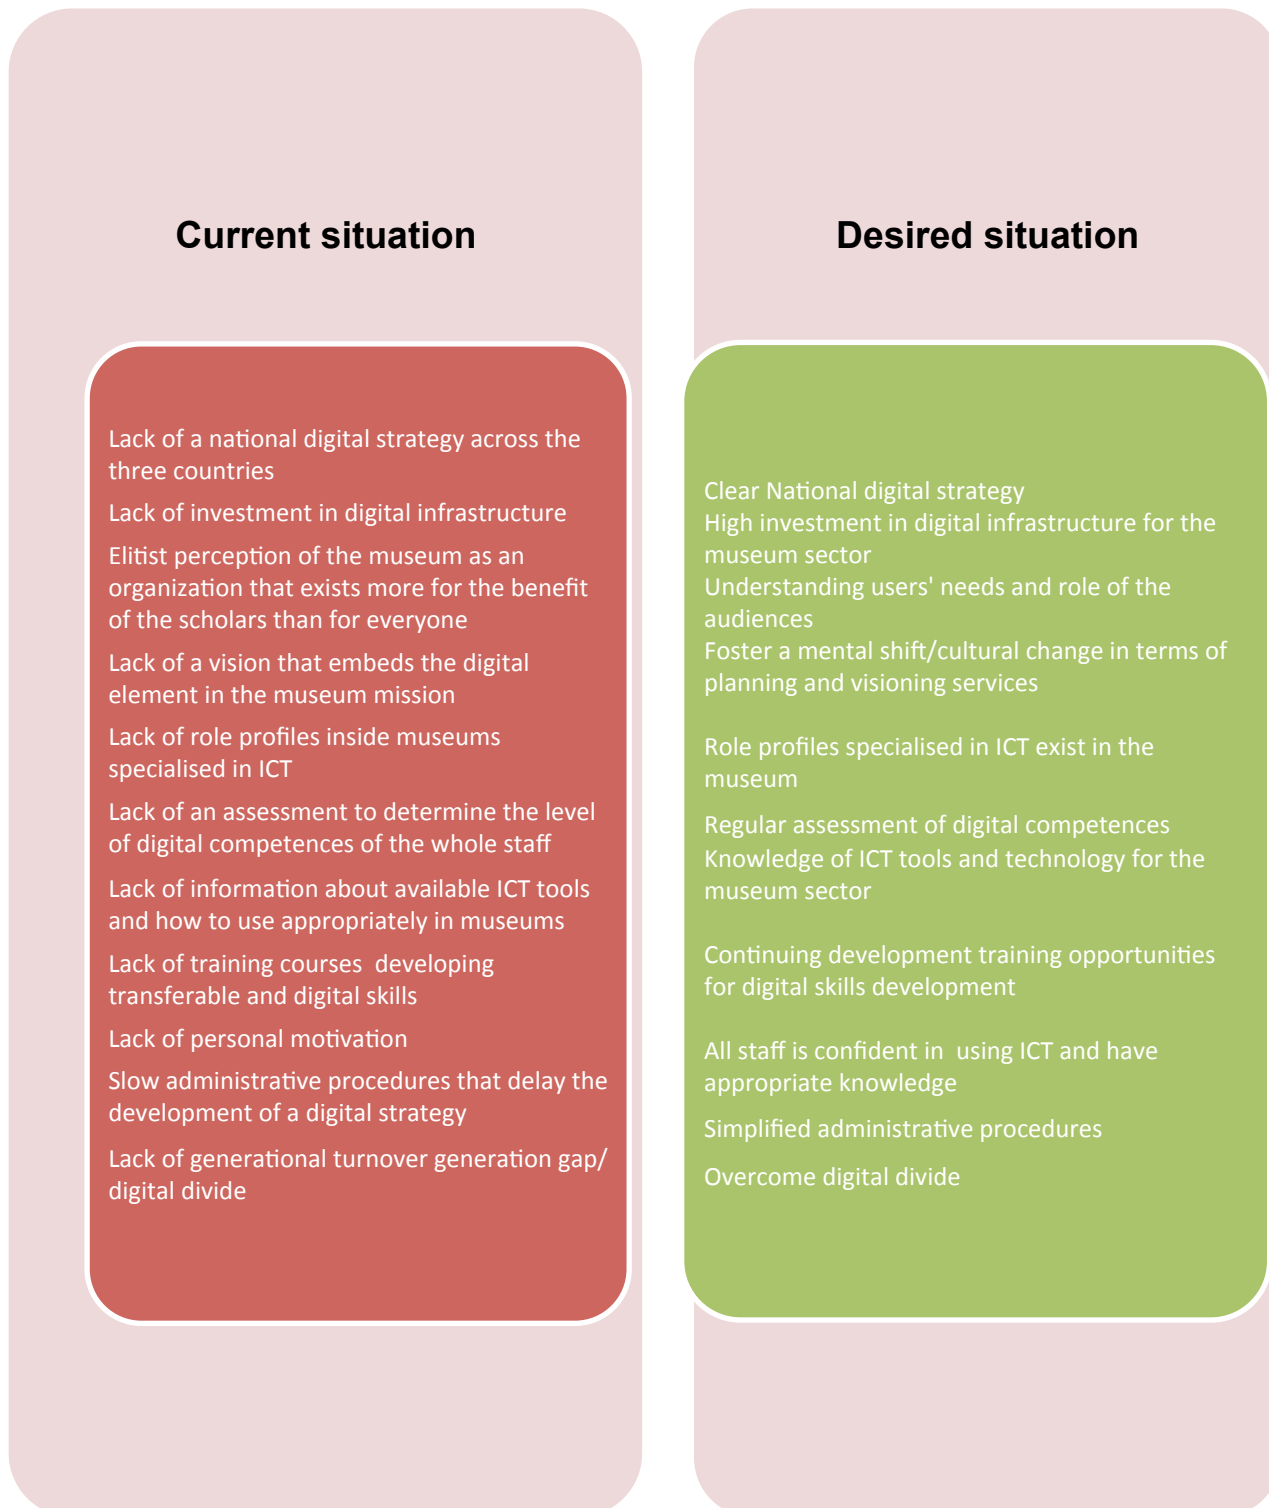 Current situation
Lack of a national digital strategy across the
three countries
Lack of investment in digital infrastructure
Elitist perception of the museum as an
organization that exists more for the benefit
of the scholars than for everyone
Lack of a vision that embeds the digital
element in the museum mission
Lack of role profiles inside museums
specialised in ICT
Lack of an assessment to determine the level
of digital competences of the whole staff
Lack of information about available ICT tools
and how to use appropriately in museums
Lack of training courses  developing
transferable and digital skills
Lack of personal motivation
Slow administrative procedures that delay the
development of a digital strategy
Lack of generational turnover generation gap/
digital divide
Desired situation
Clear National digital strategy
High investment in digital infrastructure for the
museum sector
Understanding users' needs and role of the
audiences
Foster a mental shift/cultural change in terms of
planning and visioning services
Role profiles specialised in ICT exist in the
museum
Regular assessment of digital competences
Knowledge of ICT tools and technology for the
museum sector
Continuing development training opportunities
for digital skills development
All staff is confident in  using ICT and have
appropriate knowledge
Simplified administrative procedures
Overcome digital divide